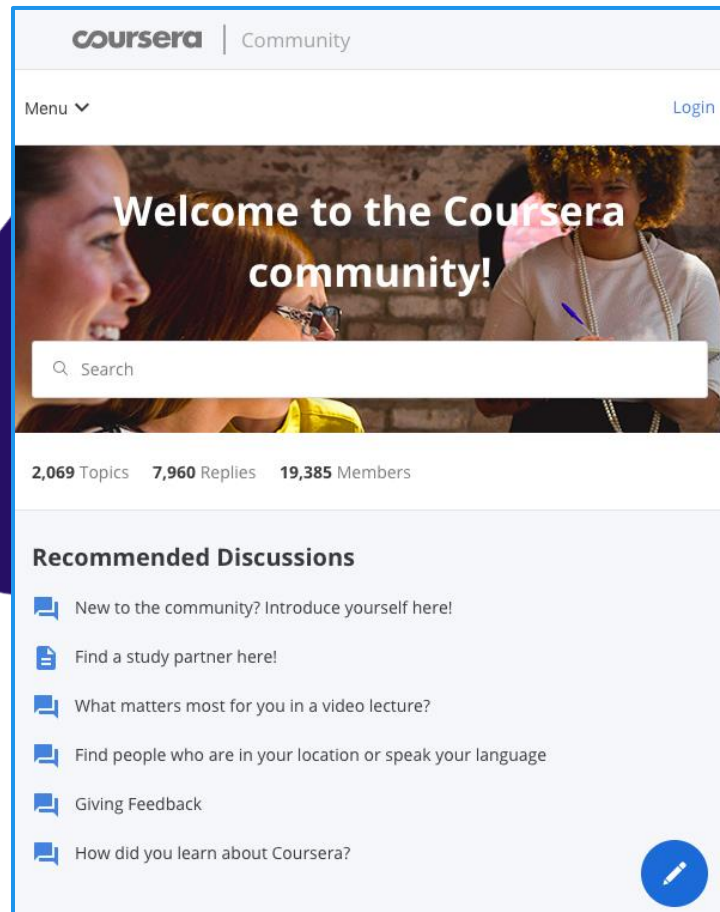 coursera | Community
Menu
Login
Welcome to the Coursera
community!
Search
2,069 Topics 7,960 Replies 19,385 Members
Recommended Discussions
New to the community? Introduce yourself here!
Find a study partner here!
What matters most for you in a video lecture?
Find people who are in your location or speak your language
Giving Feedback
How did you learn about Coursera?